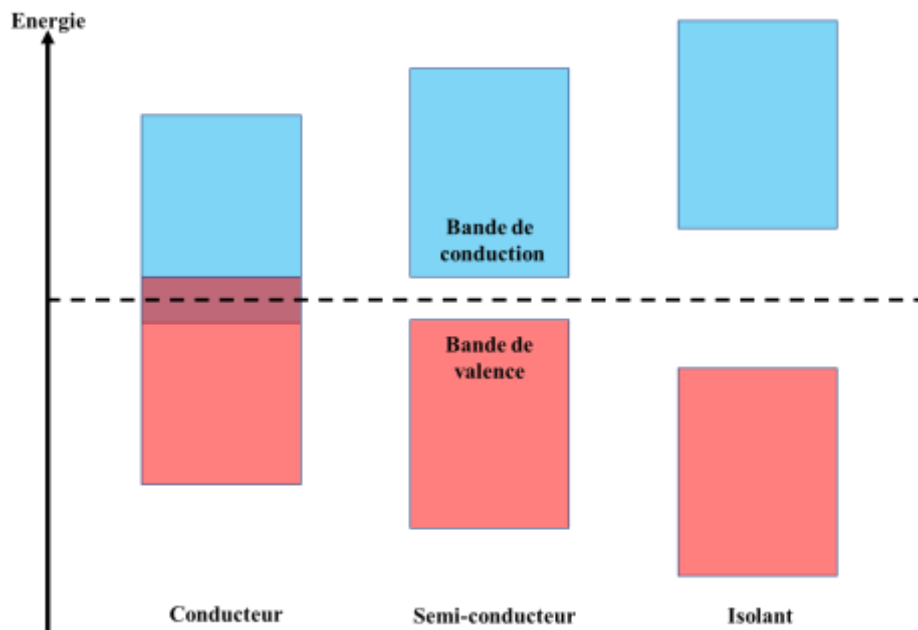 Energie
Bande de
conduction
Bande de
valence
Conducteur
Semi-conducteur
Isolant